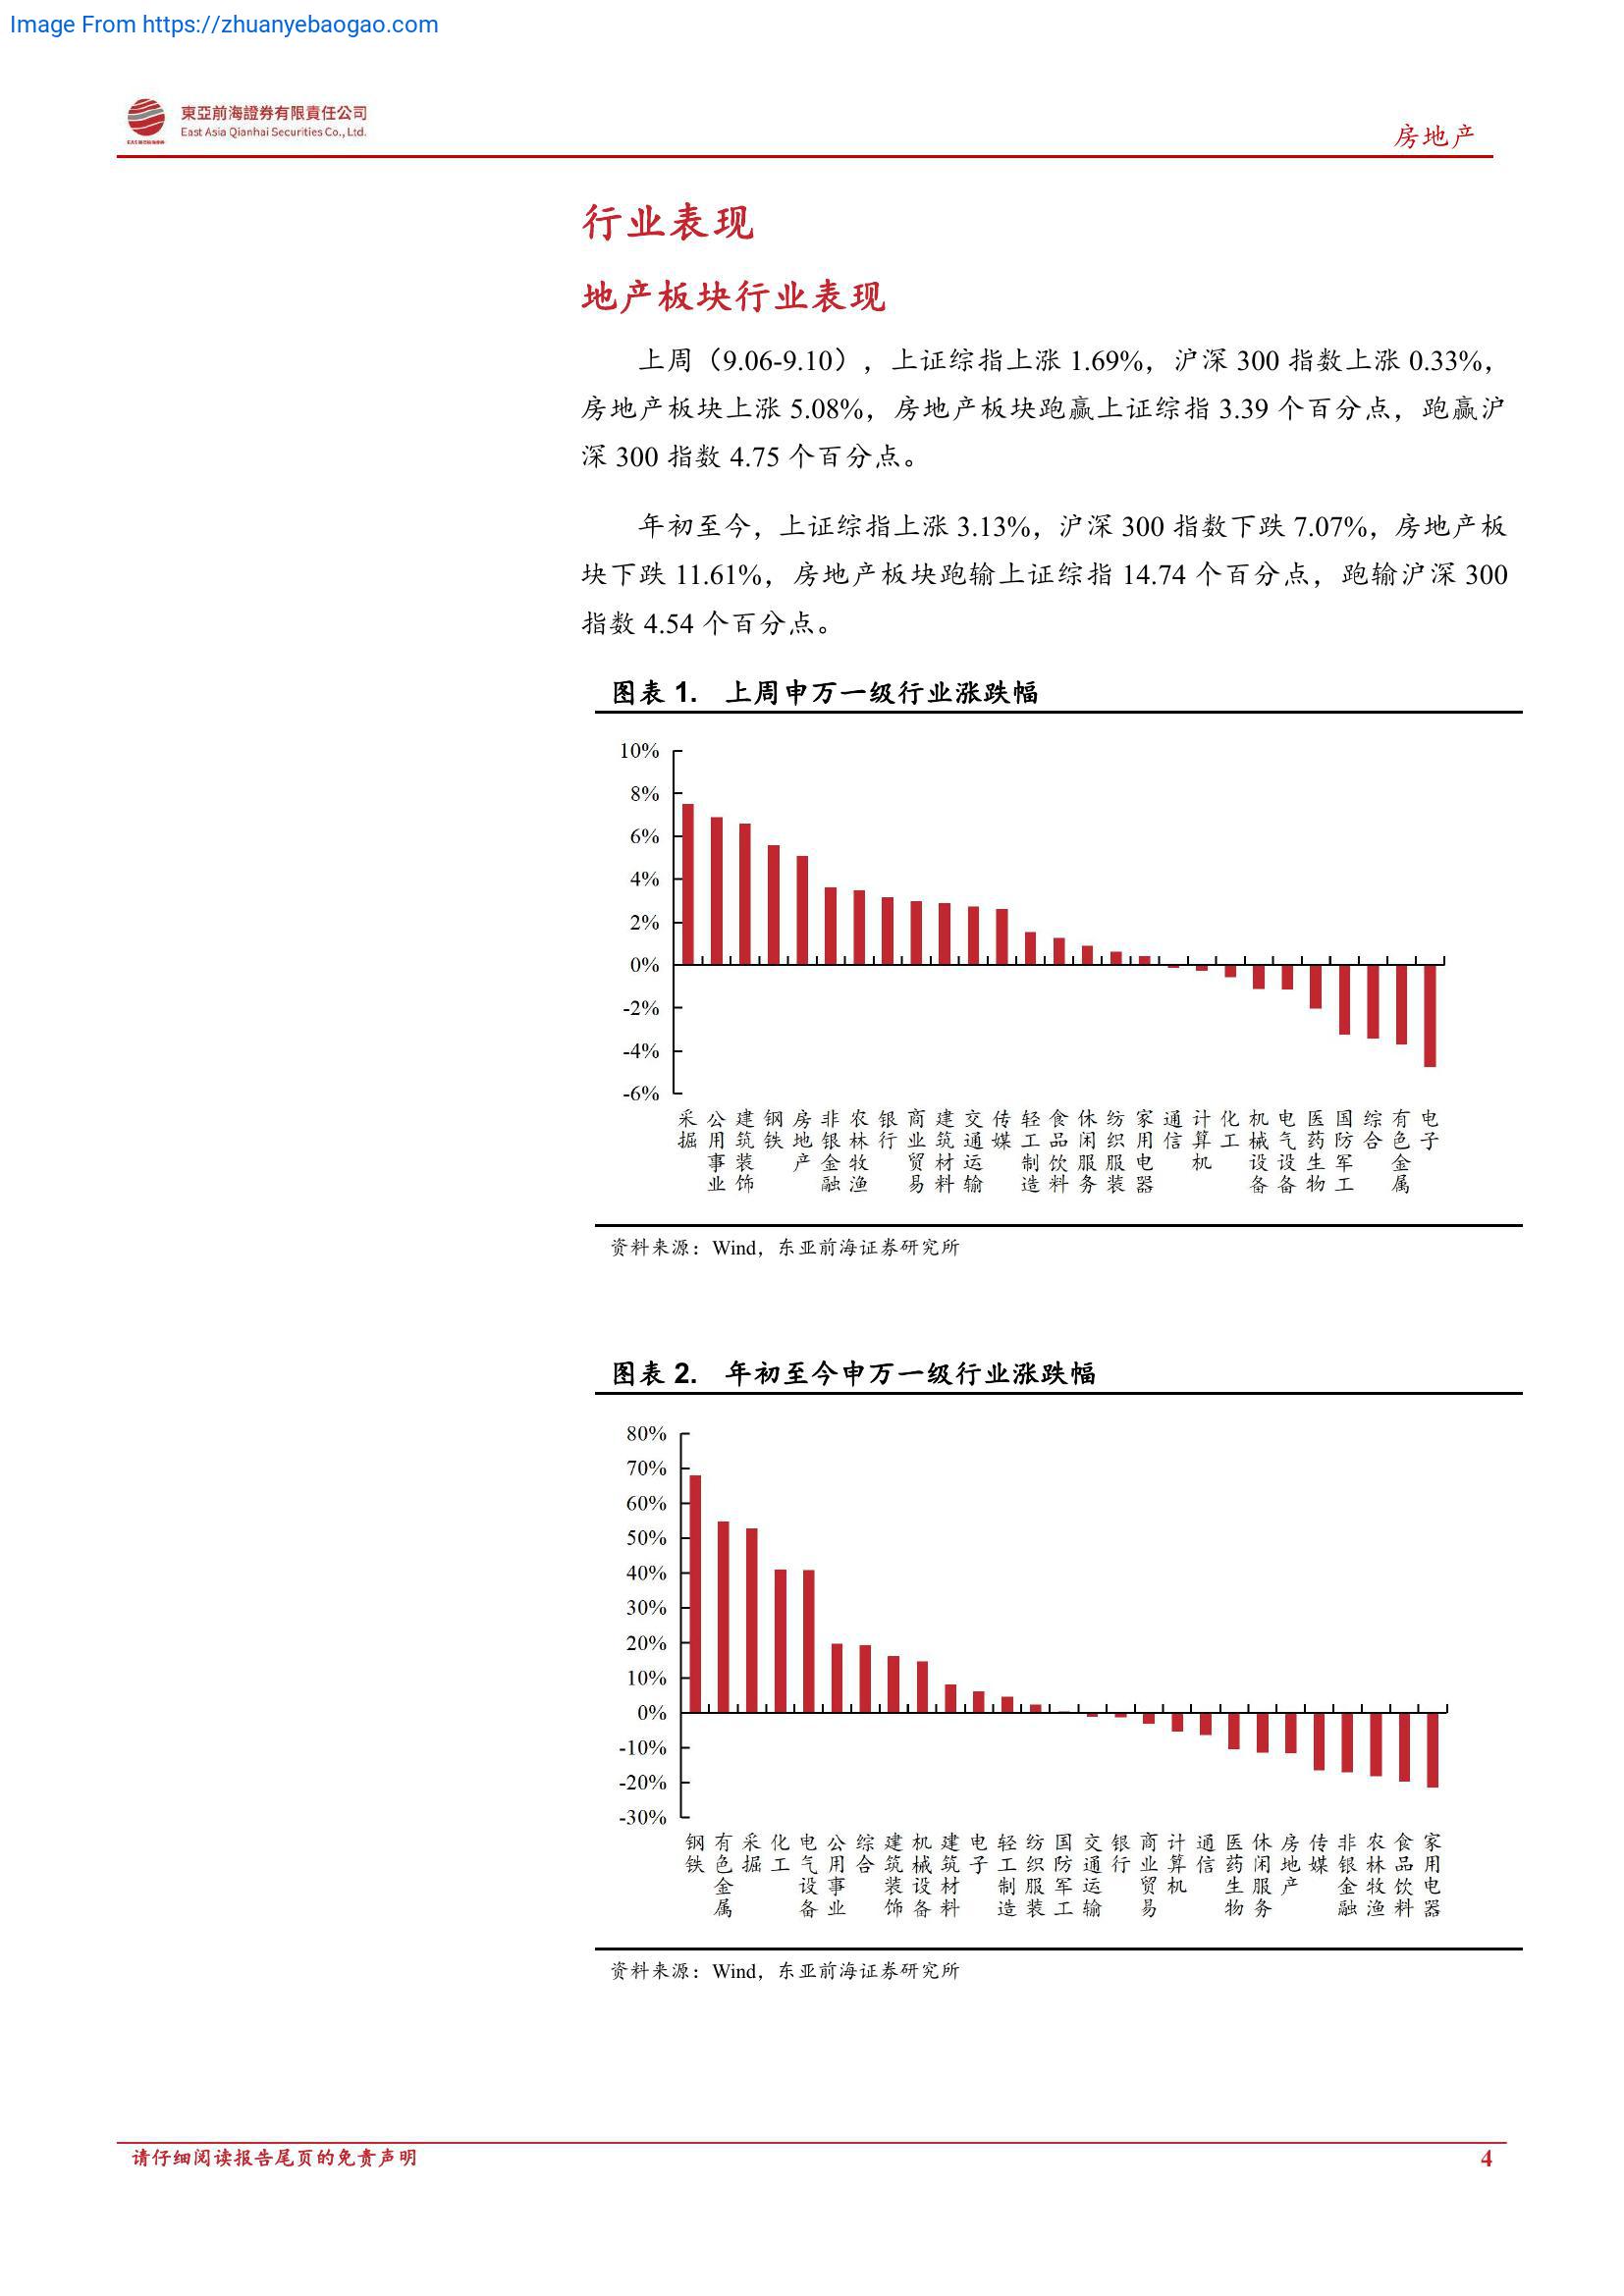 Image From https://zhuanyebaogao.com
東亞前海證券有限責任公司
East Asia Qianhai Securities Co., Ltd.
房地产
行业表现
地产板块行业表现
上周（9.06-9.10），上证综指上涨 1.69%，沪深 300 指数上涨 0.33%，
房地产板块上涨 5.08%，房地产板块跑赢上证综指 3.39 个百分点，跑赢沪
深 300 指数 4.75 个百分点。
年初至今，上证综指上涨 3.13%，沪深 300 指数下跌 7.07%，房地产板
块下跌 11.61%，房地产板块跑输上证综指 14.74 个百分点，跑输沪深 300
指数 4.54 个百分点。
图表 1. 上周申万一级行业涨跌幅
10%
8%
6%
4%
2%
0%
-2%
-4%
-6%
采掘
公用事业
建筑装饰
钢铁
房地产
非银金融
农林牧渔
银行
商业贸易
建筑材料
交通运输
传媒
轻工制造
食品饮料
休闲服务
纺织服装
家用电器
通信
计算机
化工
机械设备
电气设备
医药生物
国防军工
综合
有色金属
电子
资料来源：Wind，东亚前海证券研究所
图表 2. 年初至今申万一级行业涨跌幅
80%
70%
60%
50%
40%
30%
20%
10%
0%
-10%
-20%
-30%
钢铁
有色金属
采掘
化工
电气设备
公用事业
综合
建筑装饰
机械设备
建筑材料
电子
轻工制造
纺织服装
国防军工
交通运输
银行
商业贸易
计算机
通信
医药生物
休闲服务
房地产
传媒
非银金融
农林牧渔
食品饮料
家用电器
资料来源：Wind，东亚前海证券研究所
请仔细阅读报告尾页的免责声明
4